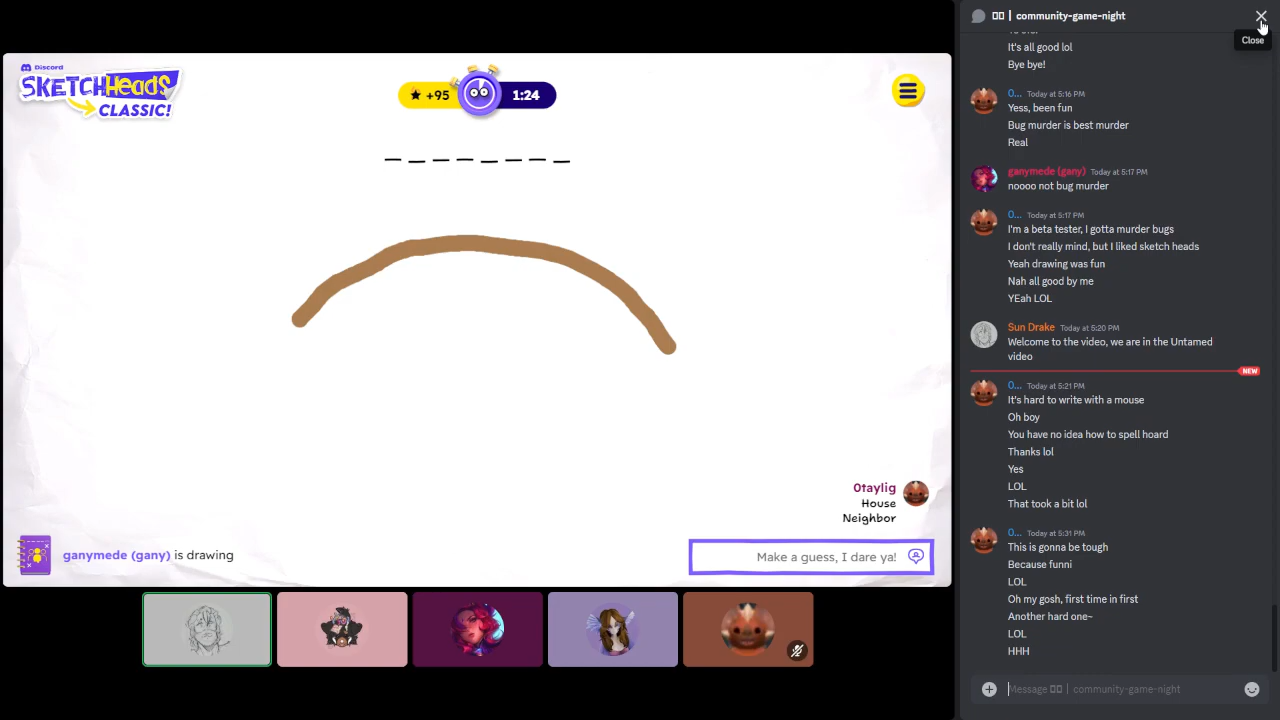 Discord
SKETCHHeadS
CLASSIC!
+95
1:24
0taylig
House
Neighbor
ganymede (gany) is drawing
Make a guess, I dare ya!
| community-game-night
Close
It's all good lol
Bye bye!
O... Today at 5:16 PM
Yess, been fun
Bug murder is best murder
Real
ganymede (gany) Today at 5:17 PM
noooo not bug murder
O... Today at 5:17 PM
I'm a beta tester, I gotta murder bugs
I don't really mind, but I liked sketch heads
Yeah drawing was fun
Nah all good by me
YEah LOL
Sun Drake Today at 5:20 PM
Welcome to the video, we are in the Untamed
video
NEW
O... Today at 5:21 PM
It's hard to write with a mouse
Oh boy
You have no idea how to spell hoard
Thanks lol
Yes
LOL
That took a bit lol
O... Today at 5:31 PM
This is gonna be tough
Because funni
LOL
Oh my gosh, first time in first
Another hard one~
LOL
HHH
Message | community-game-night